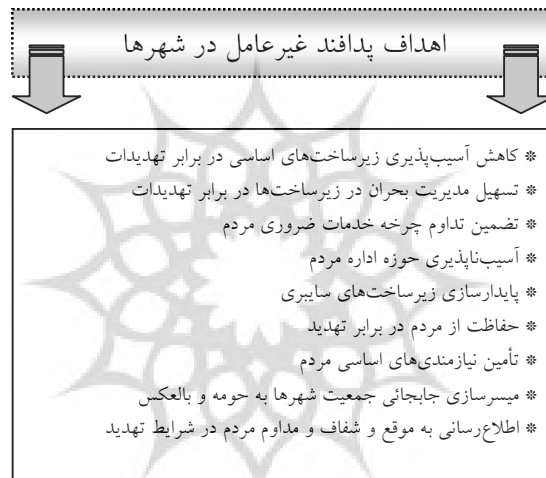 اهداف پدافند غیرعامل در شهرها
* کاهش آسیب‌پذیری زیرساخت‌های اساسی در برابر تهدیدات
* تسهیل مدیریت بحران در زیرساخت‌ها در برابر تهدیدات
* تضمین تداوم چرخه خدمات ضروری مردم
* آسیب‌ناپذیری حوزه اداره مردم
* پایدارسازی زیرساخت‌های سایبری
* حفاظت از مردم در برابر تهدید
* تأمین نیازمندی‌های اساسی مردم
* میسرسازی جابجائی جمعیت شهرها به حومه و بالعکس
* اطلاع‌رسانی به موقع و شفاف و مداوم مردم در شرایط تهدید